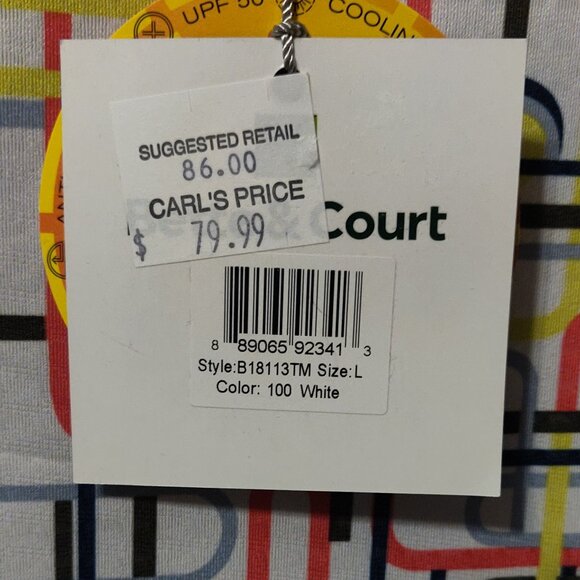 UPF 50
COOLIN
ANTI
SUGGESTED RETAIL
86.00
CARL'S PRICE
$ 79.99
& Court
8 89065 92341 3
Style:B18113TM Size:L
Color: 100 White